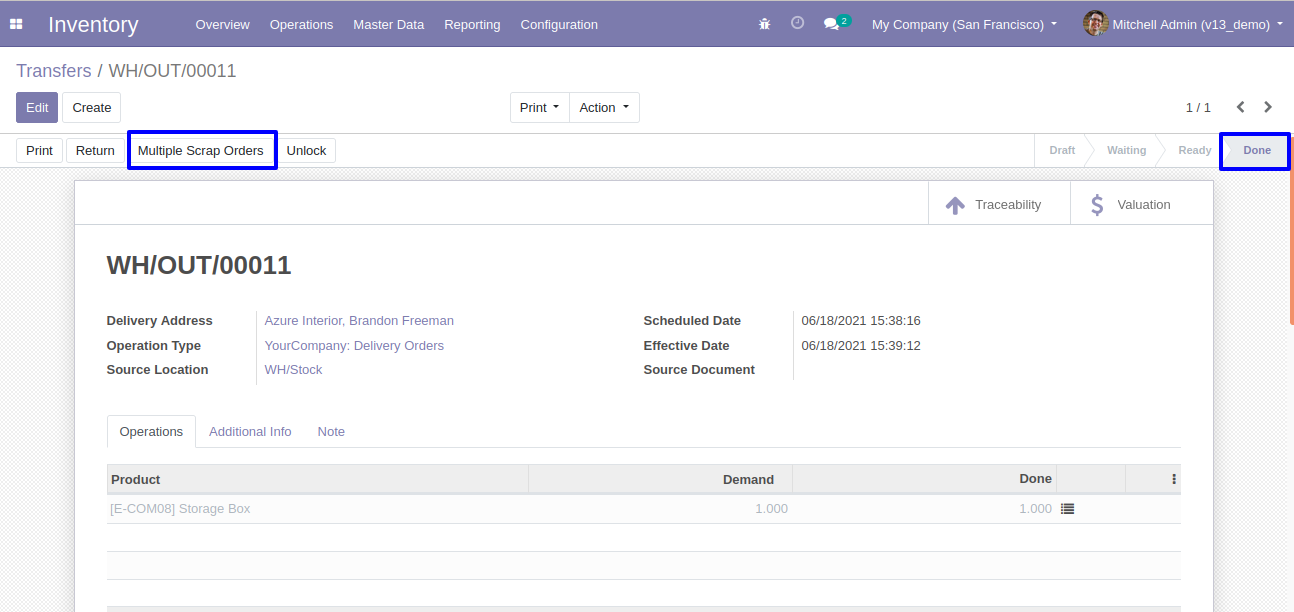 Inventory Overview Operations Master Data Reporting Configuration 2 My Company (San Francisco) Mitchell Admin (v13_demo)
Transfers / WH/OUT/00011
Edit Create Print Action 1 / 1
Print Return Multiple Scrap Orders Unlock Draft Waiting Ready Done
Traceability Valuation
WH/OUT/00011
Delivery Address Azure Interior, Brandon Freeman Scheduled Date 06/18/2021 15:38:16
Operation Type YourCompany: Delivery Orders Effective Date 06/18/2021 15:39:12
Source Location WH/Stock Source Document
Operations Additional Info Note
Product Demand Done
[E-COM08] Storage Box 1.000 1.000